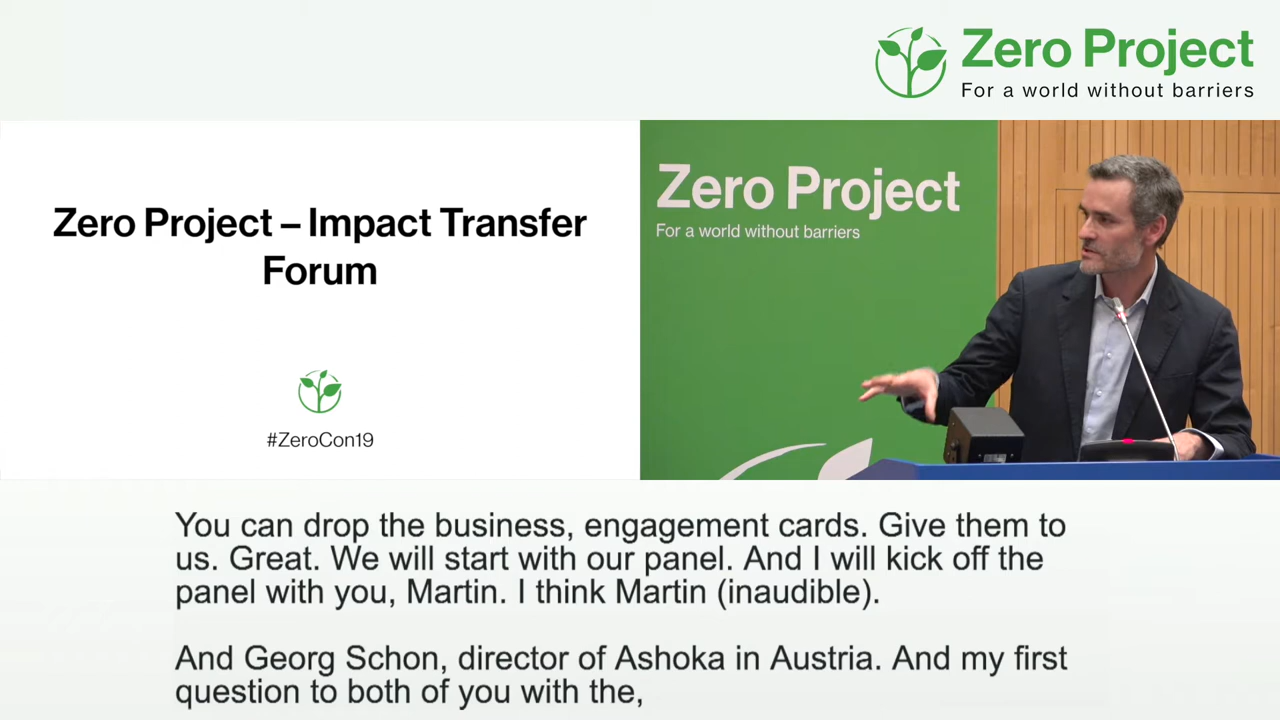 Zero Project
For a world without barriers
Zero Project – Impact Transfer
Forum
#ZeroCon19
Zero Project
For a world without barriers
You can drop the business, engagement cards. Give them to
us. Great. We will start with our panel. And I will kick off the
panel with you, Martin. I think Martin (inaudible).
And Georg Schon, director of Ashoka in Austria. And my first
question to both of you with the,